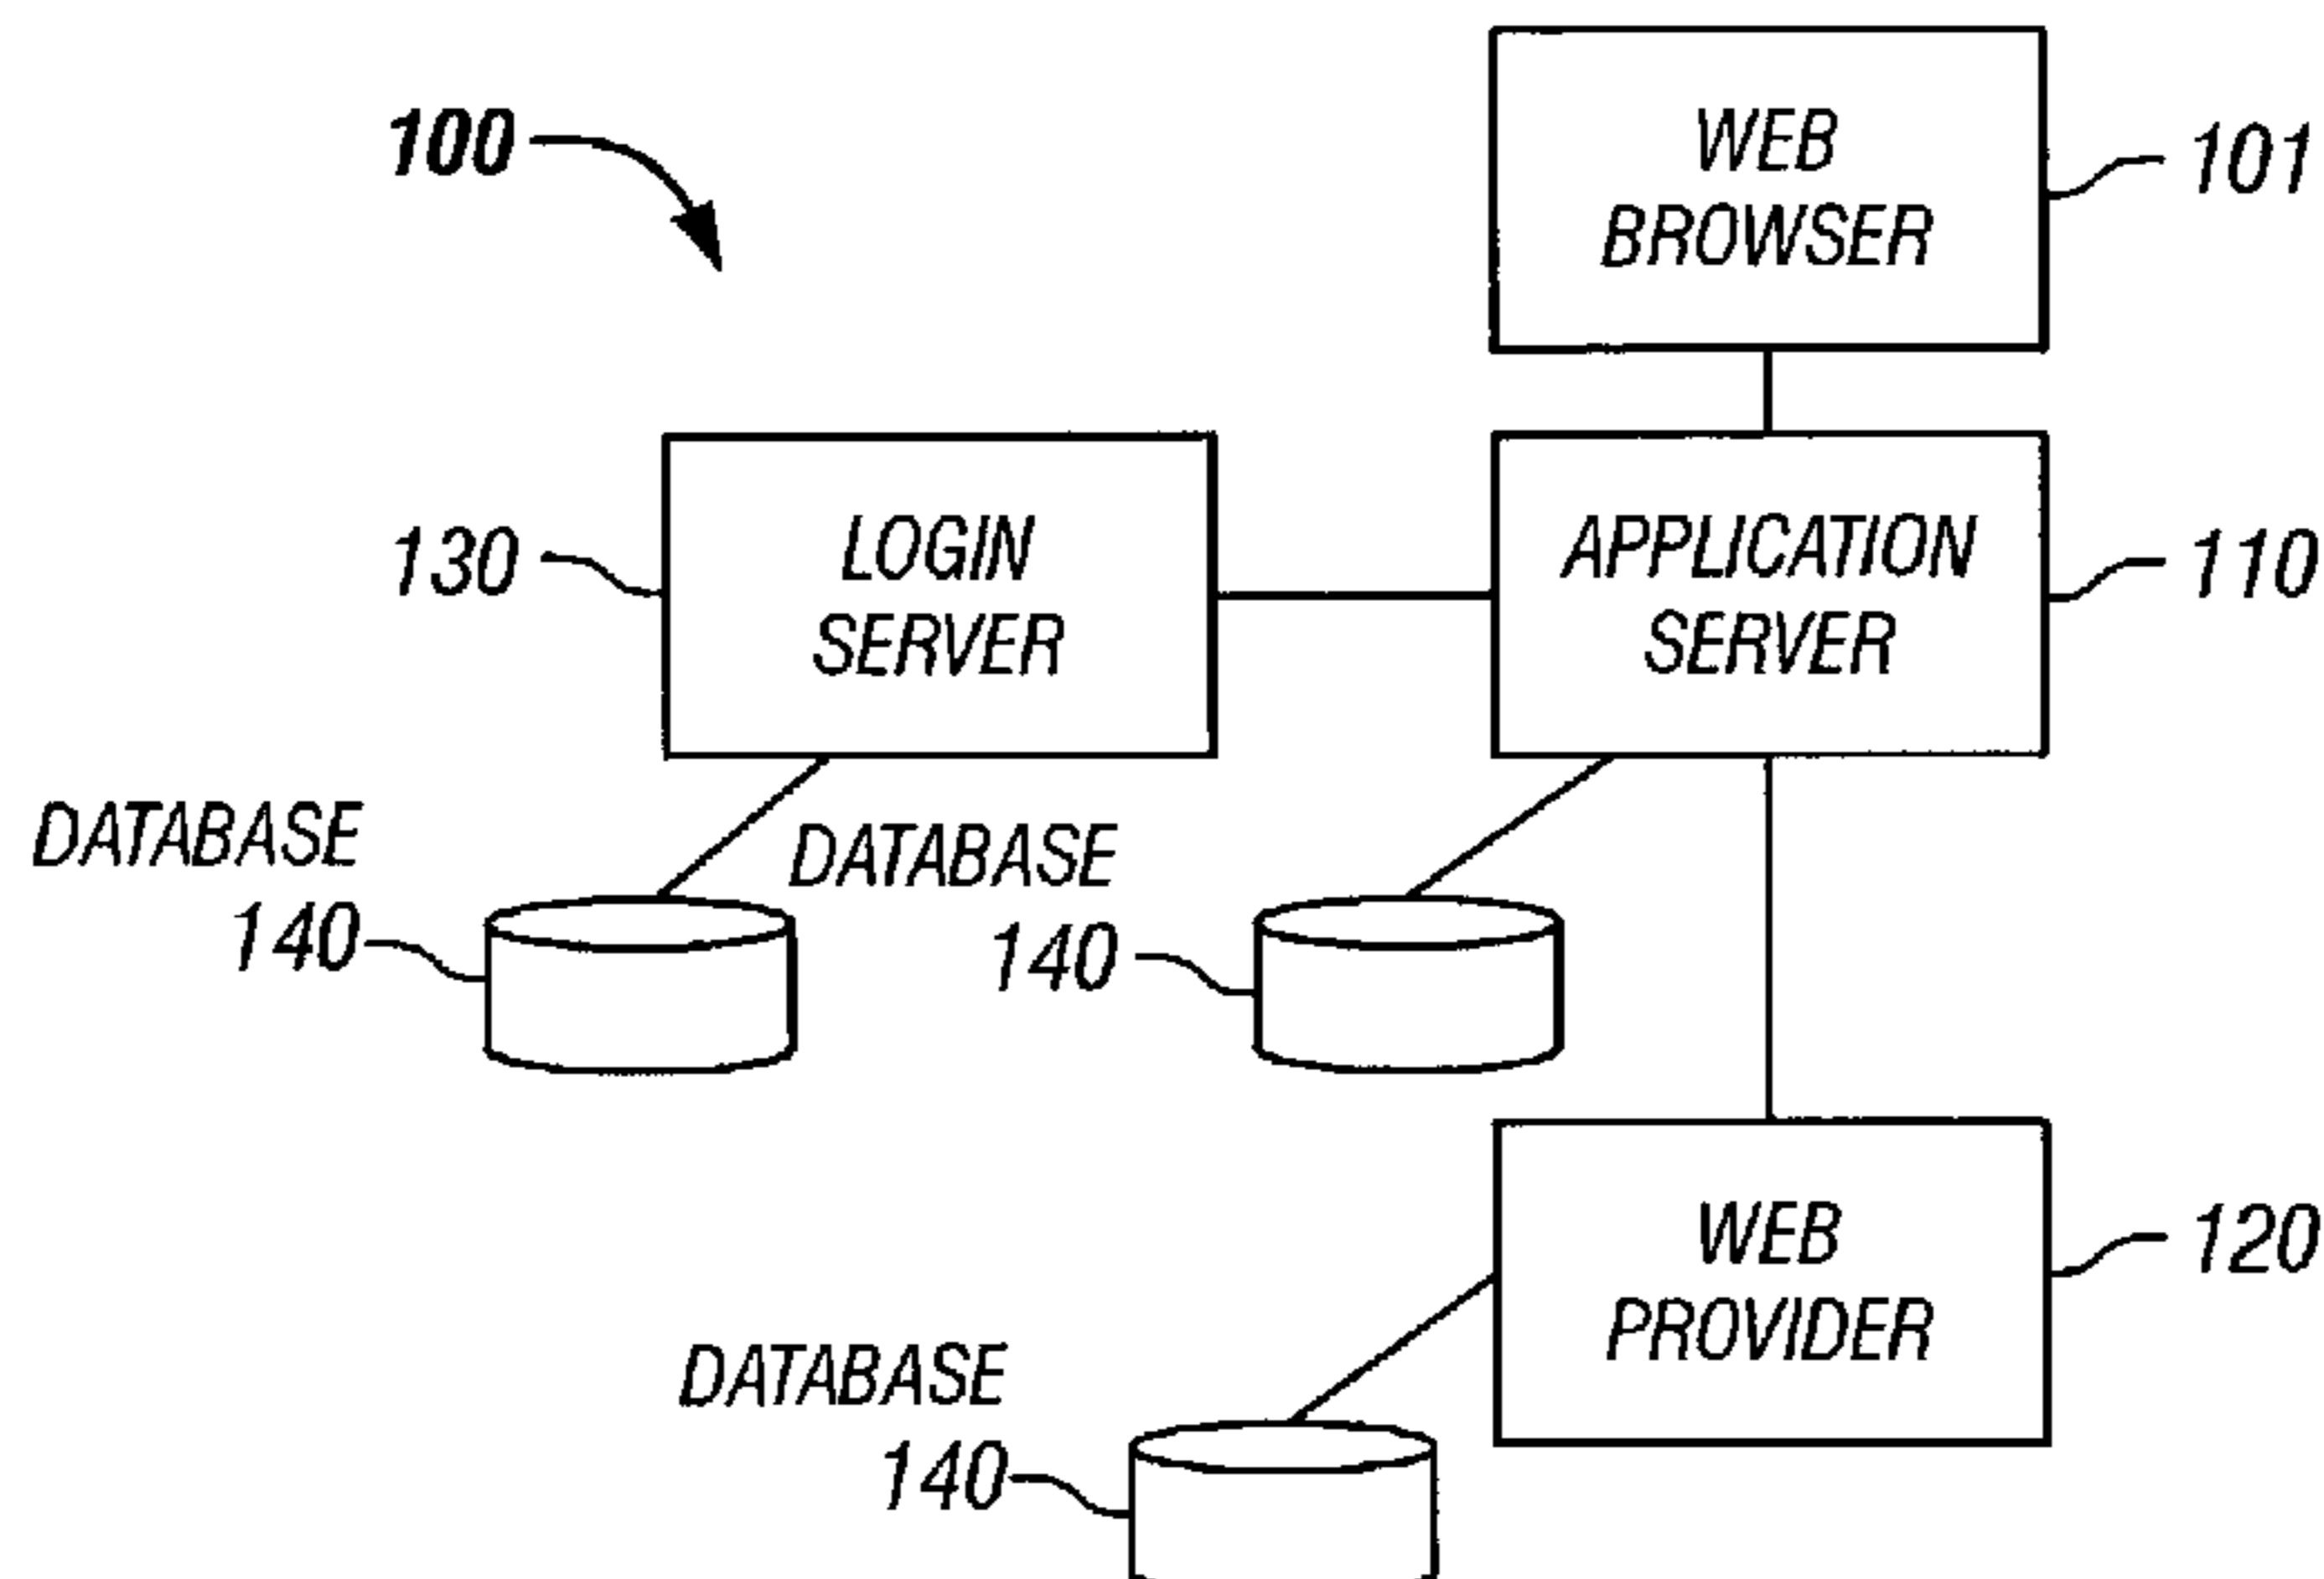 100
WEB
BROWSER
101
130
LOGIN
SERVER
APPLICATION
SERVER
110
DATABASE
140
DATABASE
140
WEB
PROVIDER
120
DATABASE
140